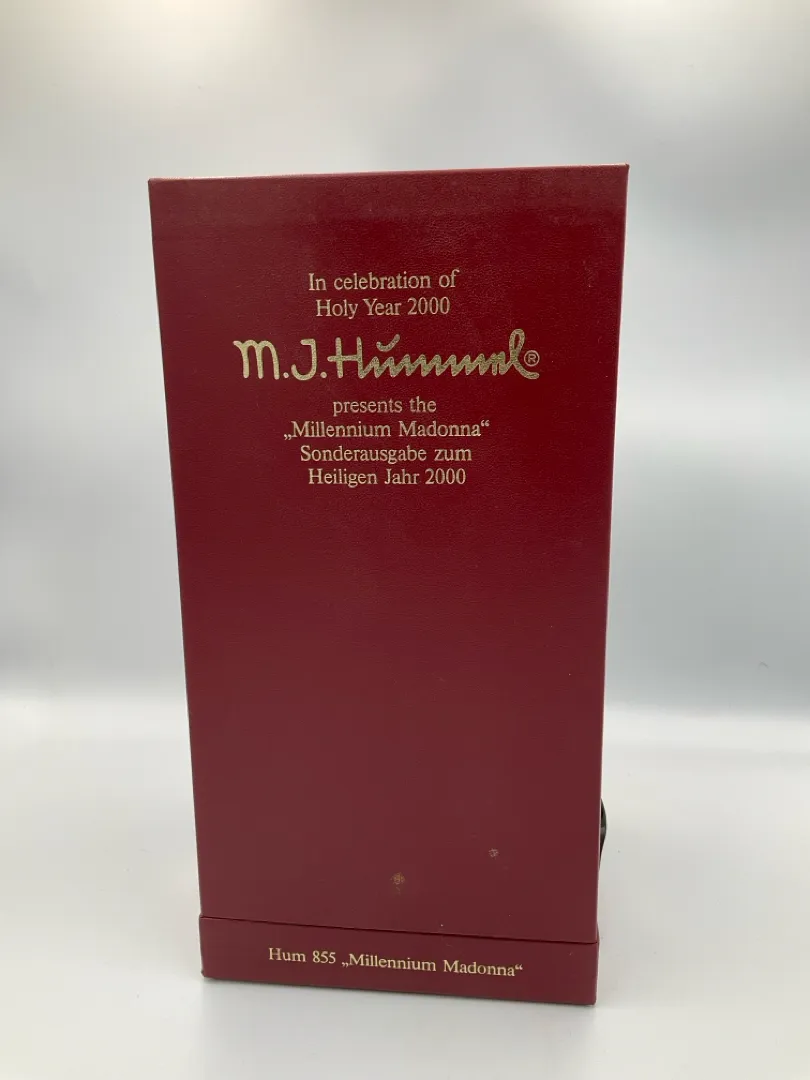 In celebration of
Holy Year 2000
M.J.Hummel®
presents the
„Millennium Madonna“
Sonderausgabe zum
Heiligen Jahr 2000
Hum 855 „Millennium Madonna“